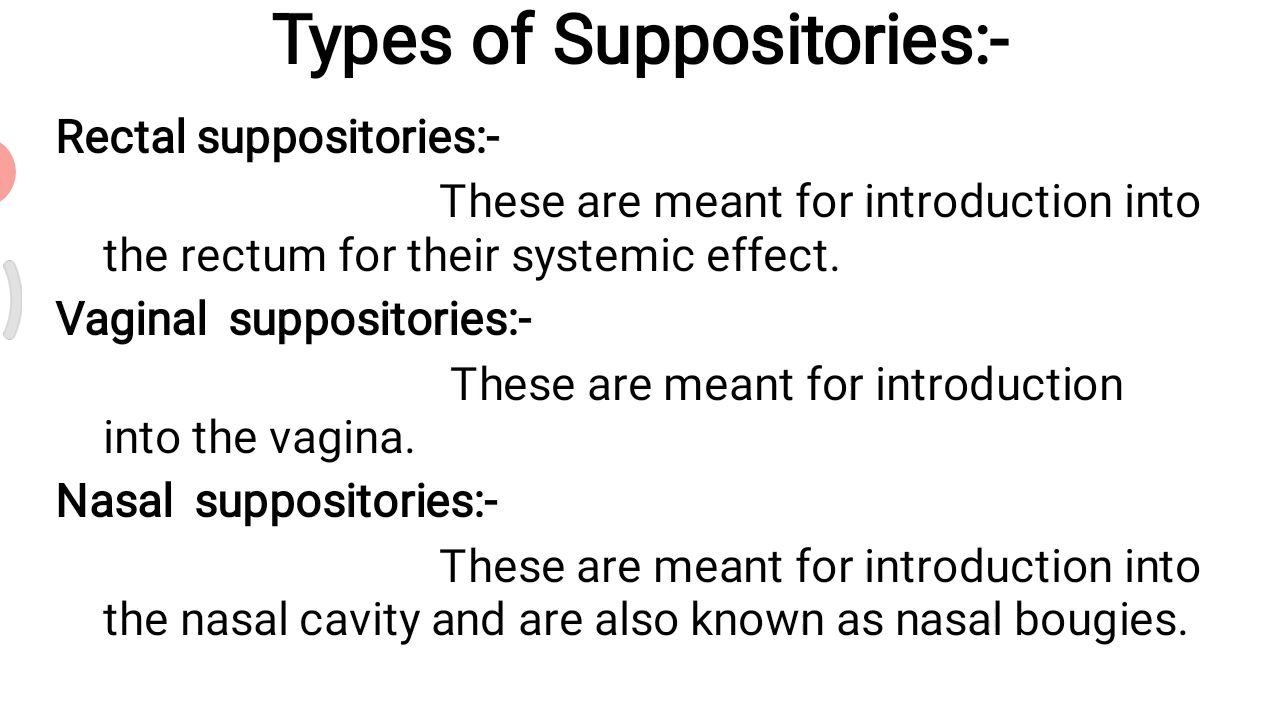 Types of Suppositories:-
Rectal suppositories:-
These are meant for introduction into
the rectum for their systemic effect.
Vaginal suppositories:-
These are meant for introduction
into the vagina.
Nasal suppositories:-
These are meant for introduction into
the nasal cavity and are also known as nasal bougies.